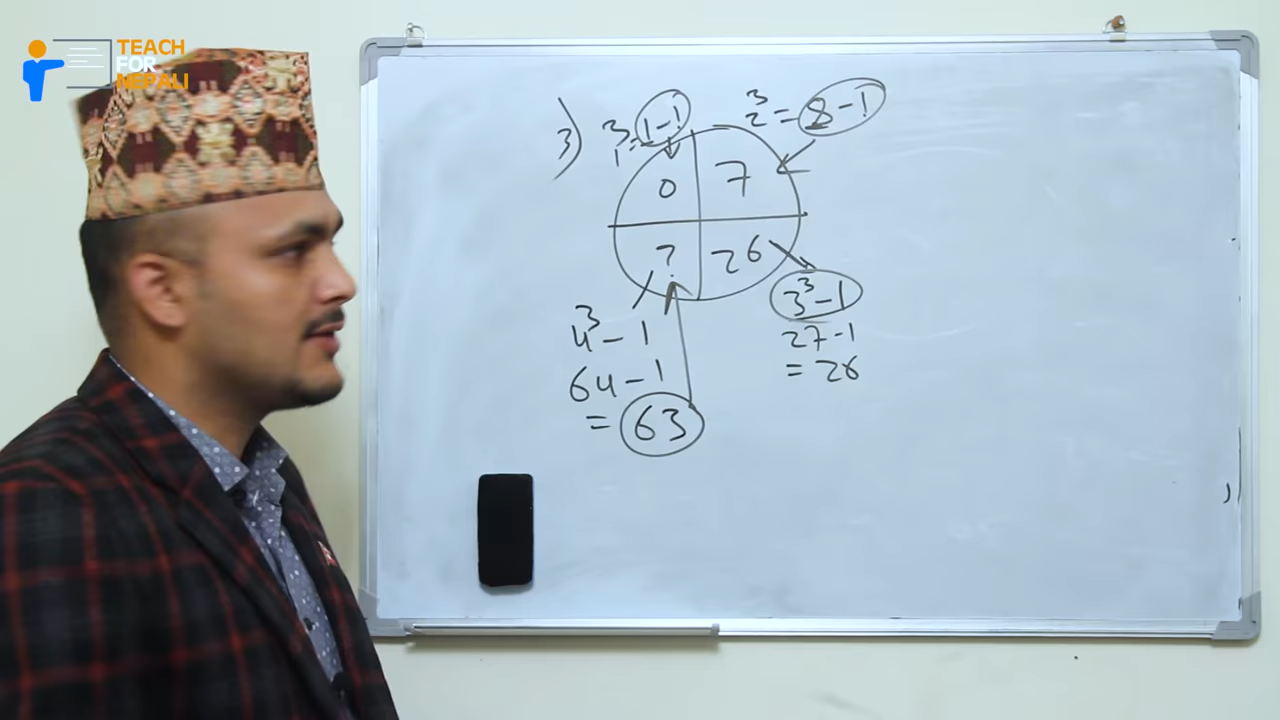 TEACH
FOR
NEPALI
3)
1³ = 1-1
2³ = 8-1
0
7
?
26
4³-1
64-1
= 63
3³-1
27-1
= 26